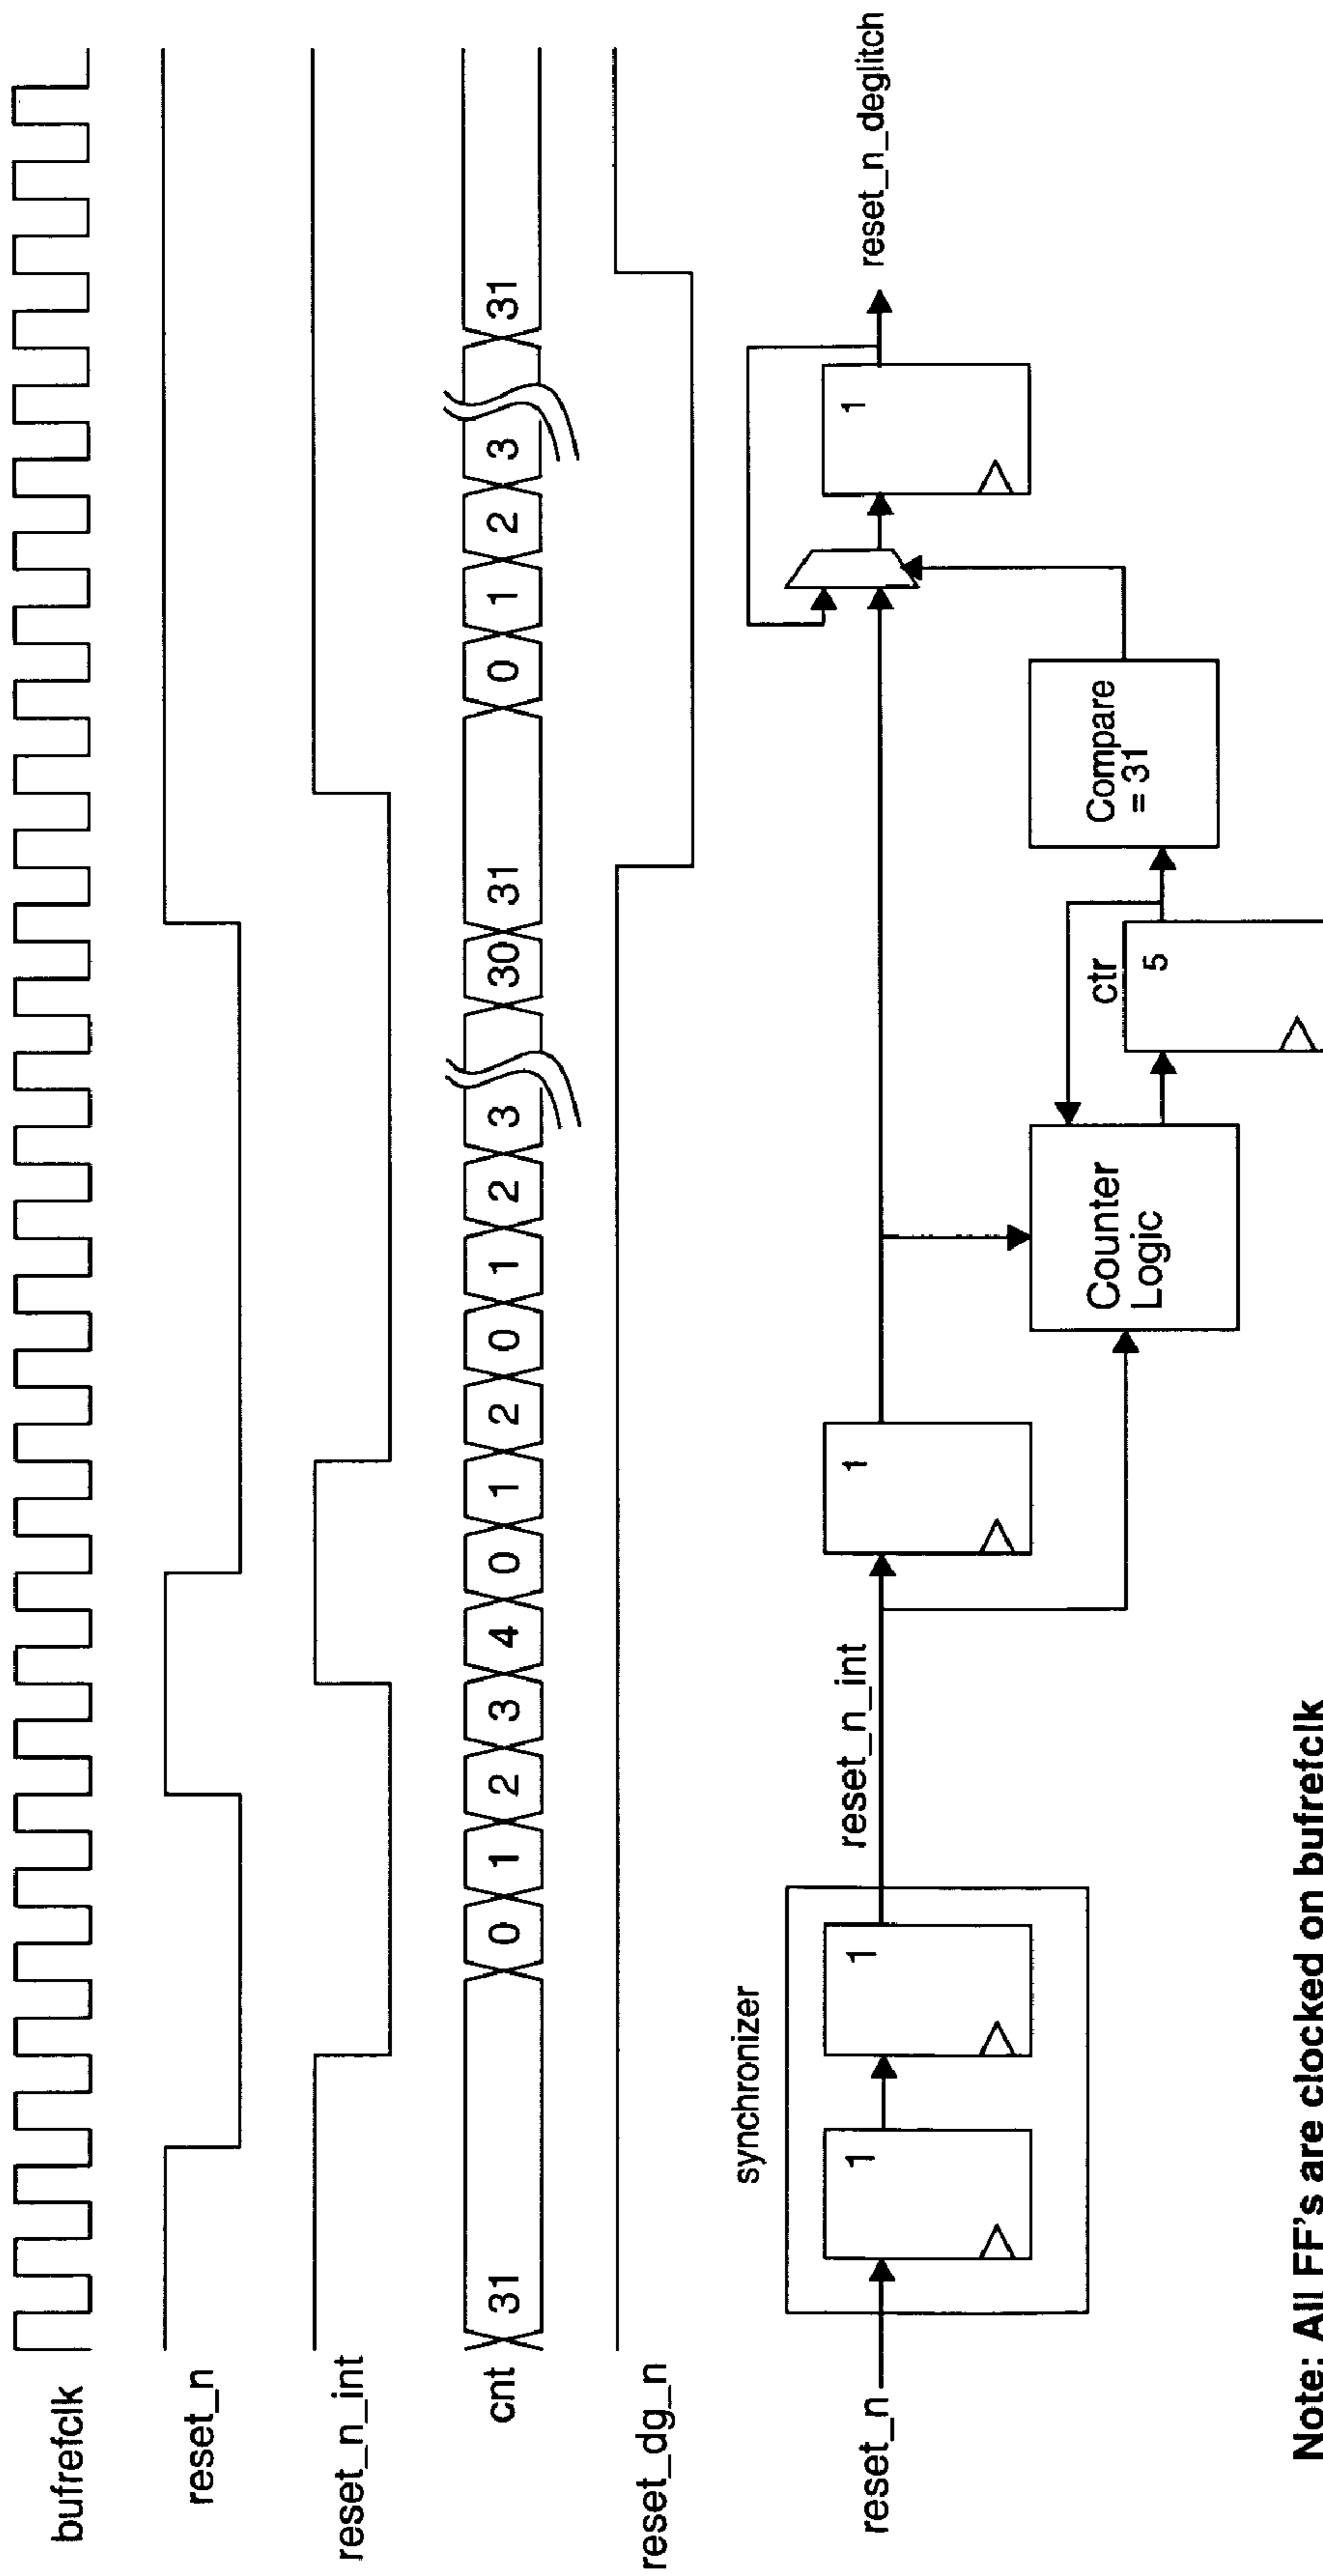 bufrefclk
reset_n
reset_n_int
cnt
31 0 1 2 3 4 0 1 2 0 1 2 3 30 31 0 1 2 3 31
reset_dg_n
synchronizer
reset_n
1
1
reset_n_int
1
Counter
Logic
ctr
5
Compare
= 31
1
reset_n_deglitch
Note: All FF's are clocked on bufrefclk